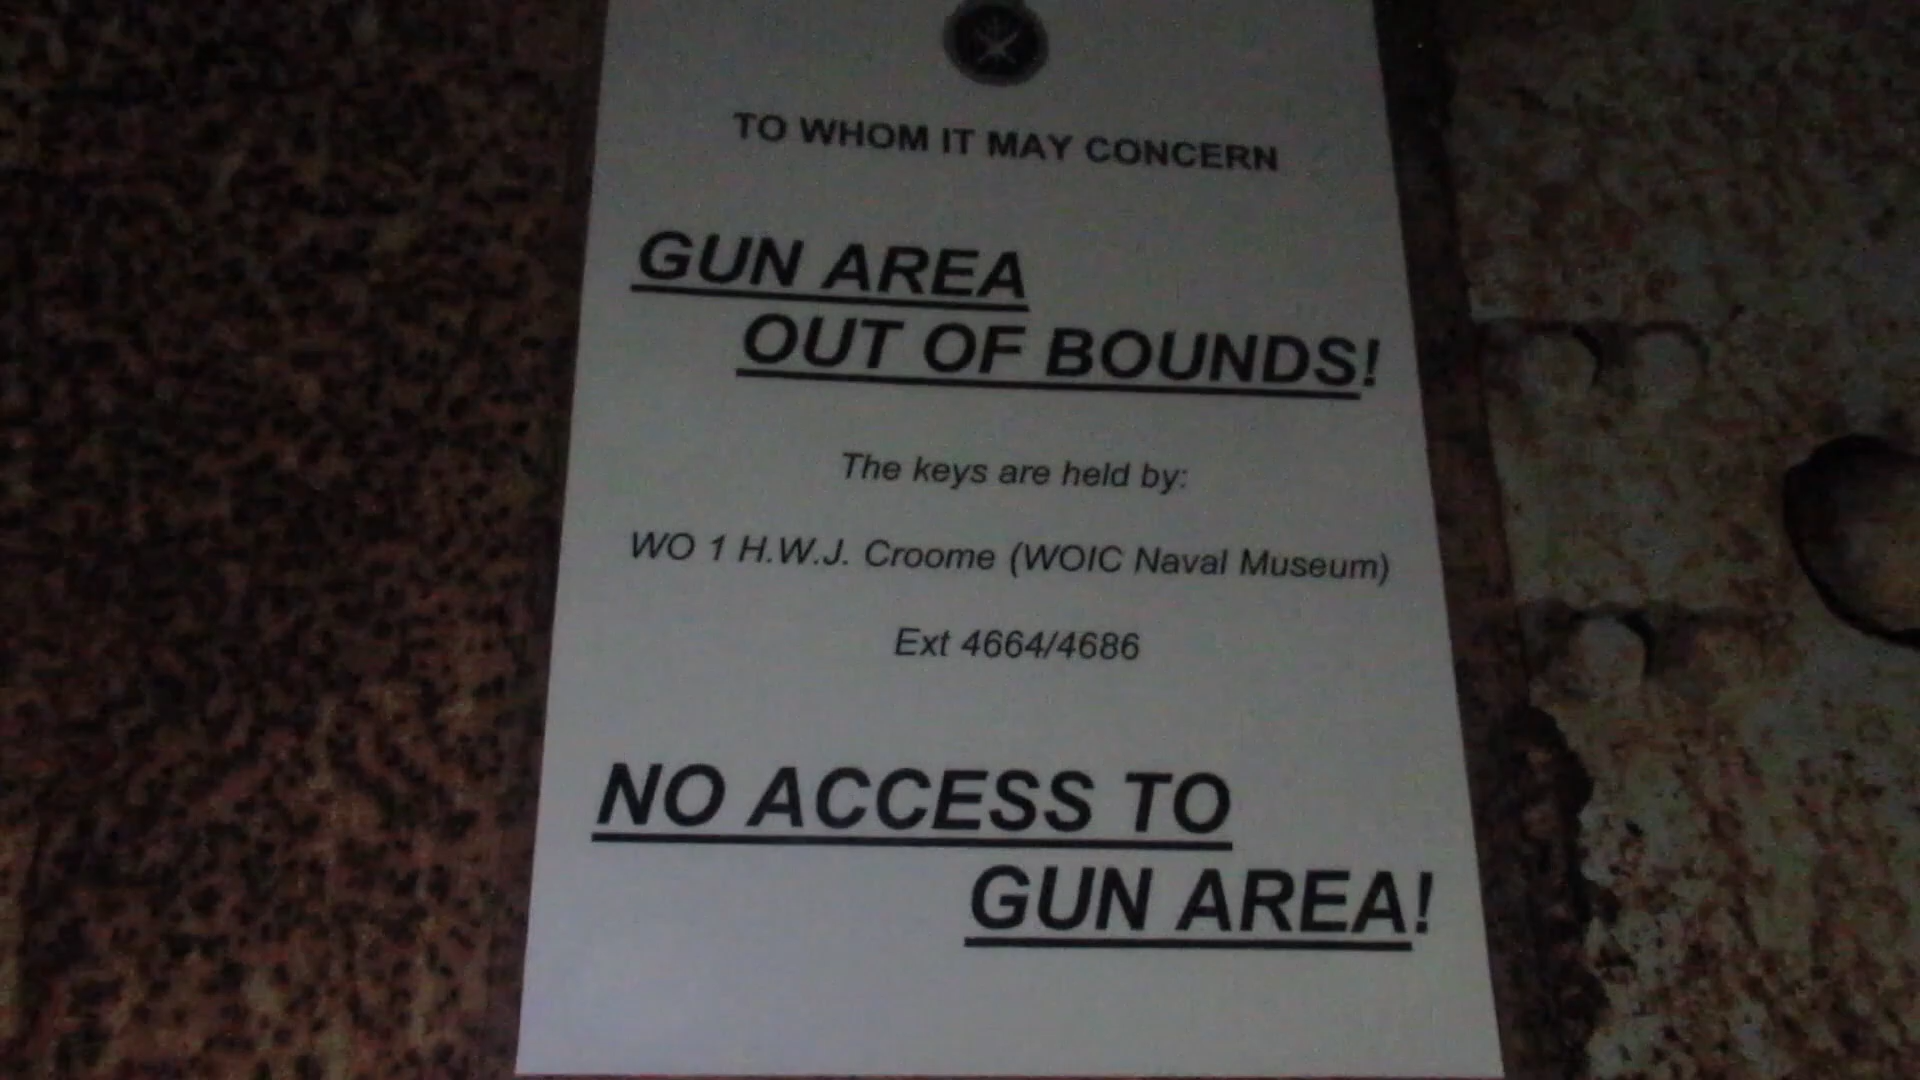 TO WHOM IT MAY CONCERN
GUN AREA
OUT OF BOUNDS!
The keys are held by:
WO 1 H.W.J. Croome (WOIC Naval Museum)
Ext 4664/4686
NO ACCESS TO
GUN AREA!